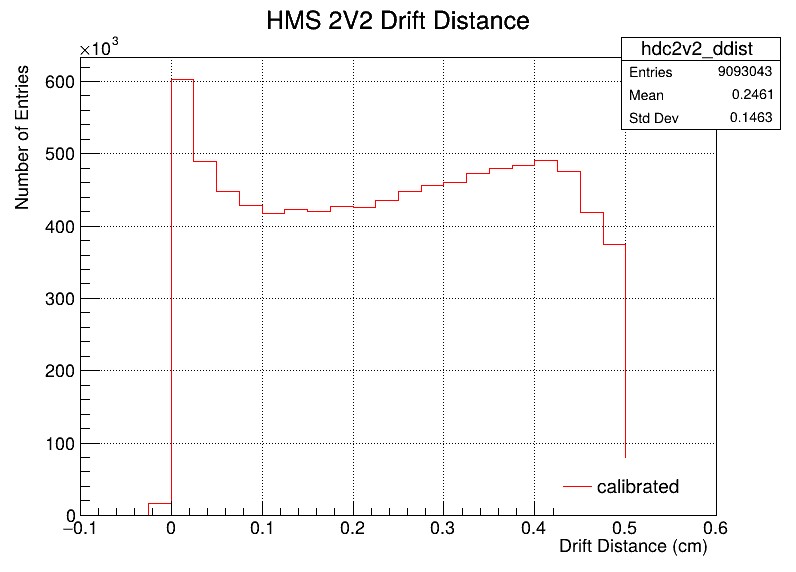 HMS 2V2 Drift Distance
×10³
hdc2v2_ddist
Entries 9093043
Mean 0.2461
Std Dev 0.1463
Number of Entries
600
500
400
300
200
100
0
−0.1 0 0.1 0.2 0.3 0.4 0.5 0.6
calibrated
Drift Distance (cm)